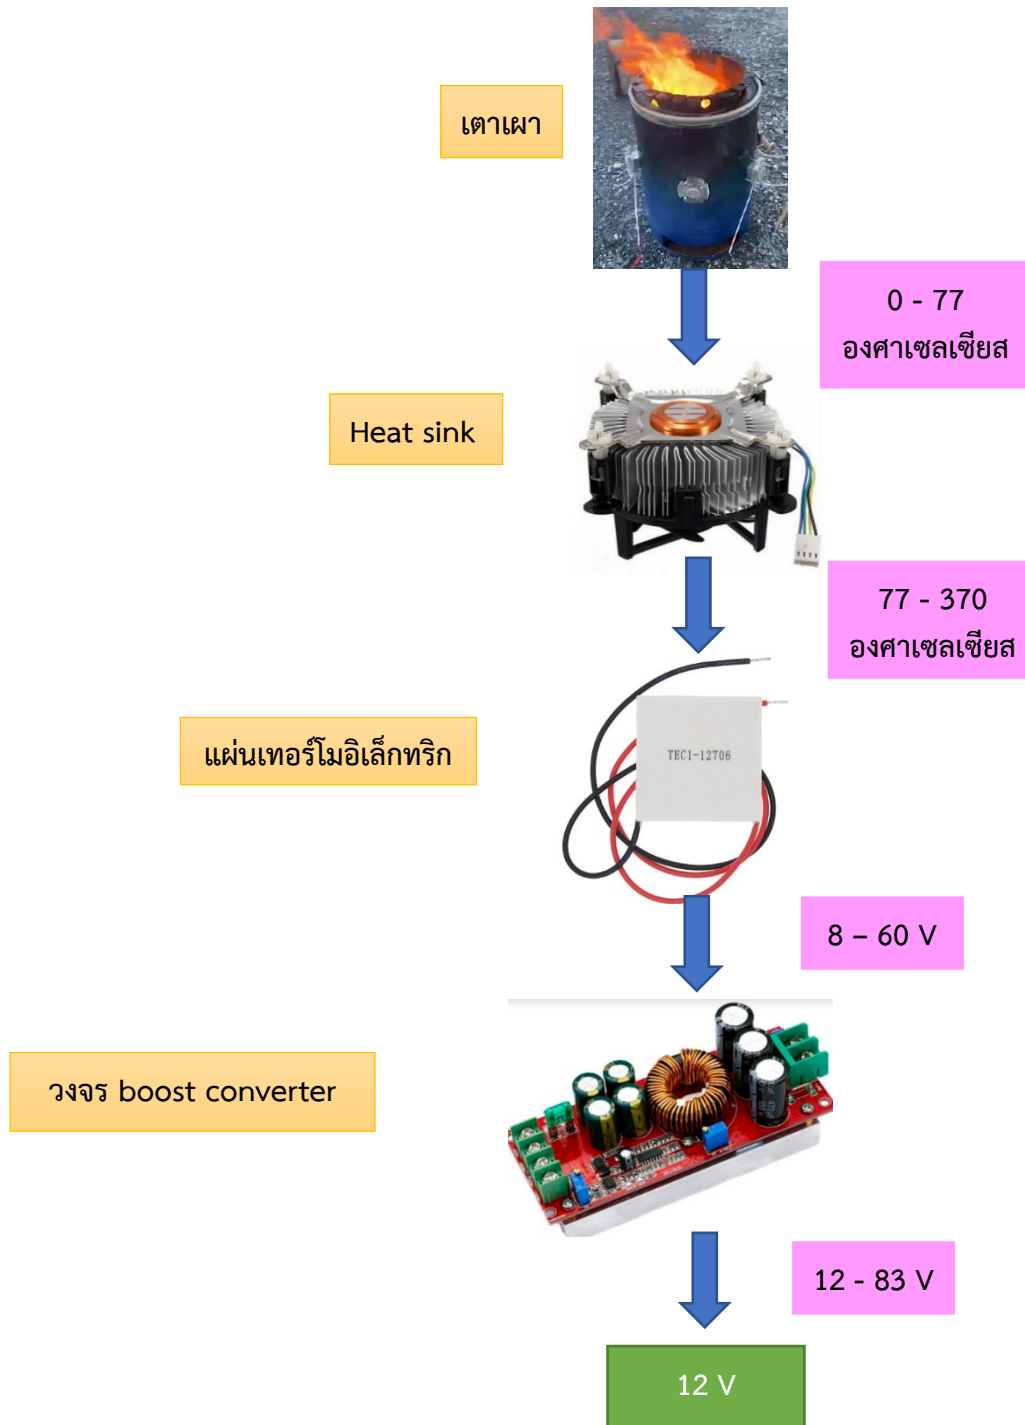 เตาเผา
0 - 77
องศาเซลเซียส
Heat sink
77 - 370
องศาเซลเซียส
แผ่นเทอร์โมอิเล็กทริก
TEC1-12706
8 – 60 V
วงจร boost converter
12 - 83 V
12 V